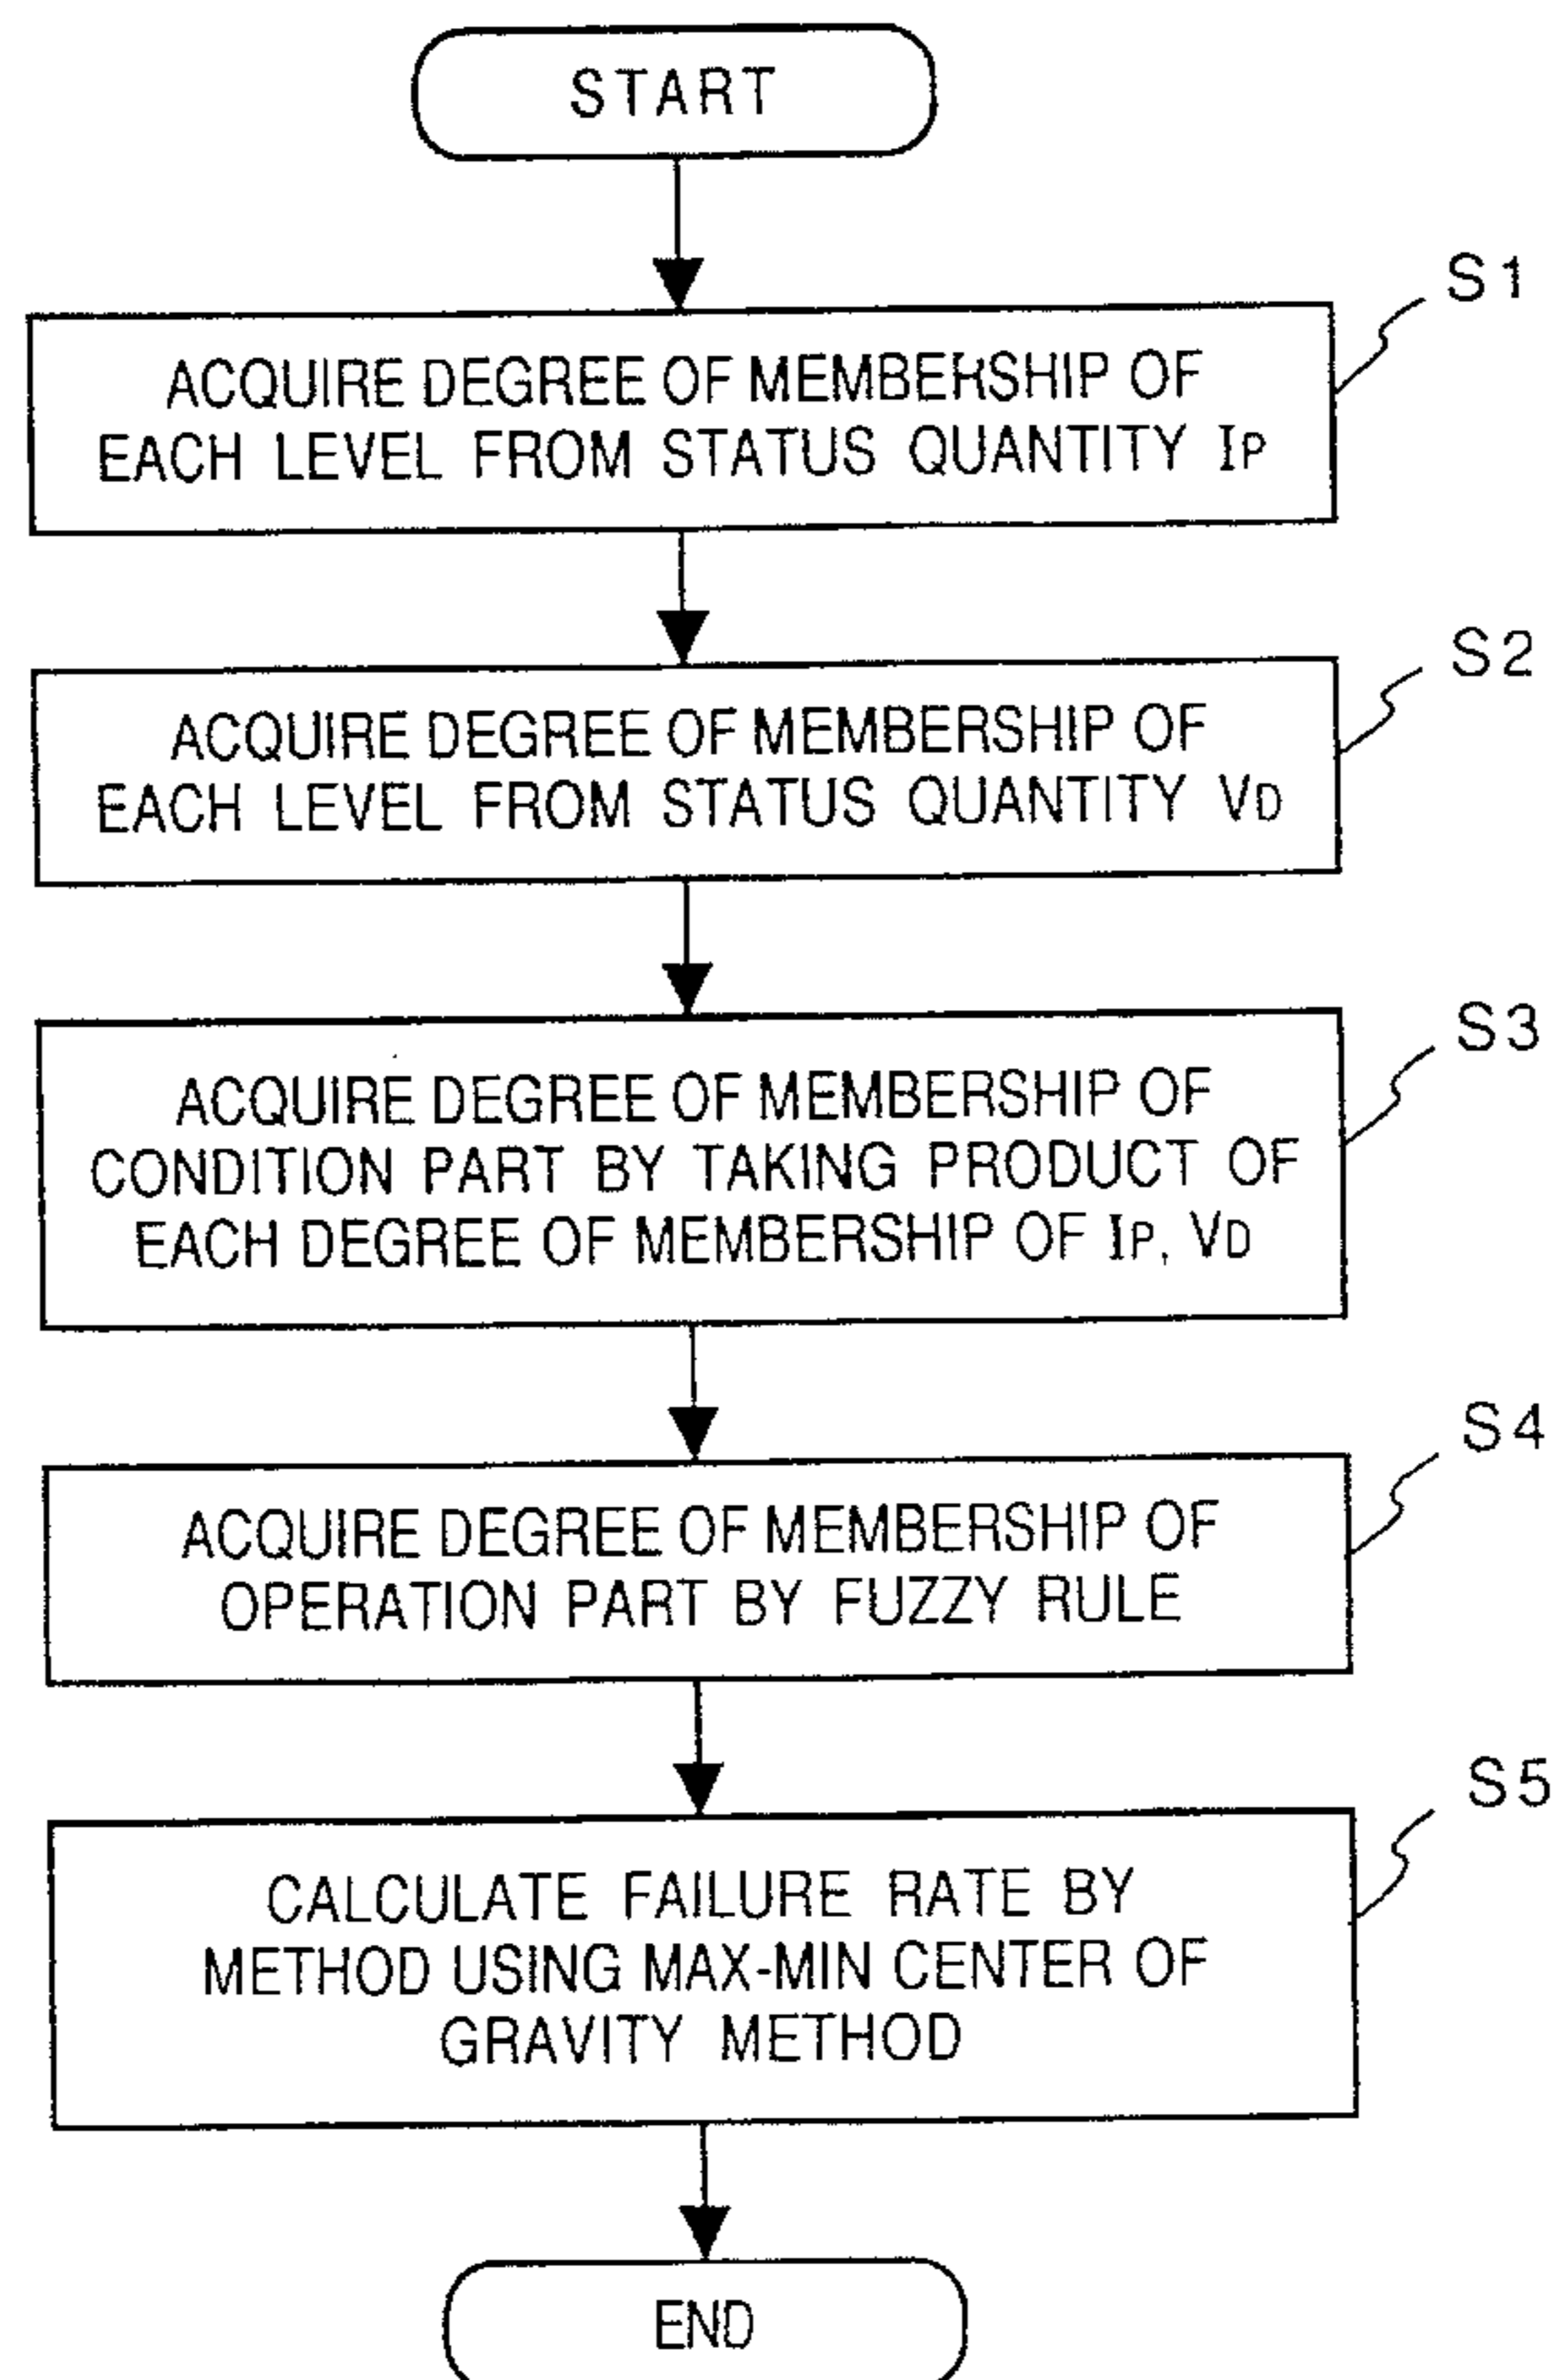 START
S1
ACQUIRE DEGREE OF MEMBERSHIP OF
EACH LEVEL FROM STATUS QUANTITY IP
S2
ACQUIRE DEGREE OF MEMBERSHIP OF
EACH LEVEL FROM STATUS QUANTITY VD
S3
ACQUIRE DEGREE OF MEMBERSHIP OF
CONDITION PART BY TAKING PRODUCT OF
EACH DEGREE OF MEMBERSHIP OF IP, VD
S4
ACQUIRE DEGREE OF MEMBERSHIP OF
OPERATION PART BY FUZZY RULE
S5
CALCULATE FAILURE RATE BY
METHOD USING MAX-MIN CENTER OF
GRAVITY METHOD
END